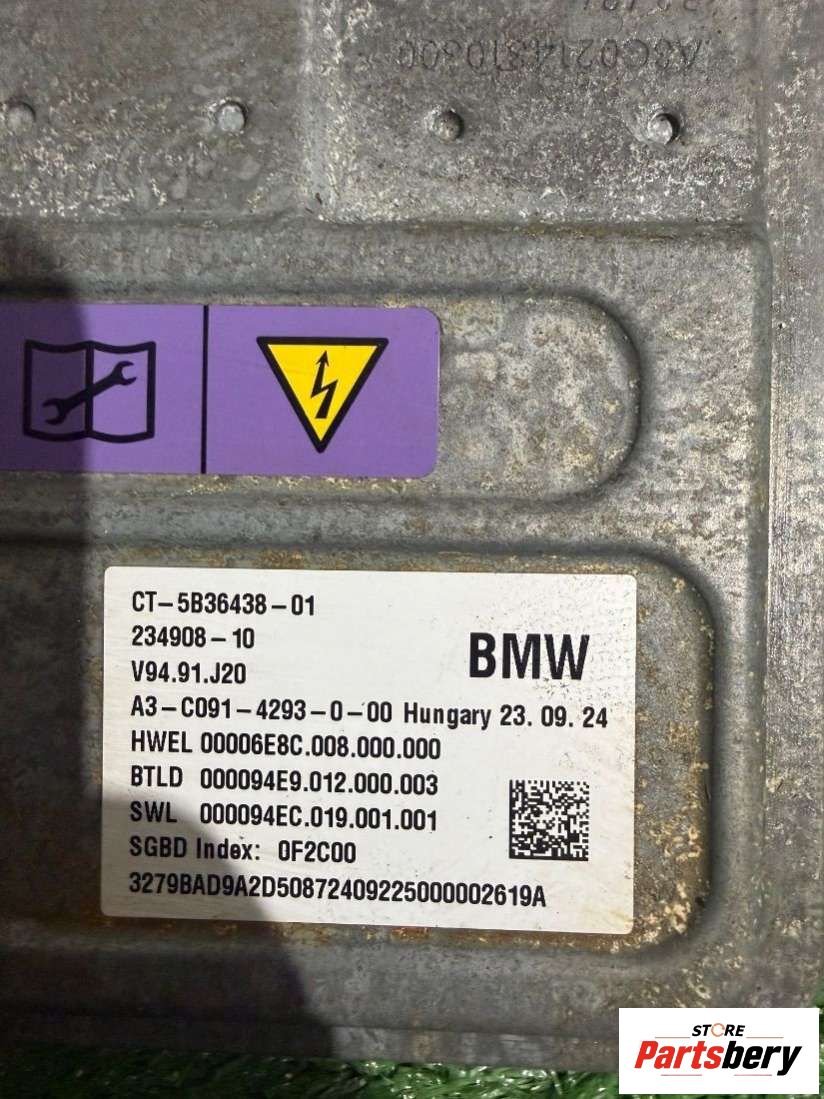 CT-5B36438-01
234908-10
V94.91.J20
BMW
A3-C091-4293-0-00 Hungary 23. 09. 24
HWEL 00006E8C.008.000.000
BTLD 000094E9.012.000.003
SWL 000094EC.019.001.001
SGBD Index: 0F2C00
3279BAD9A2D50872409225000002619A
STORE
Partsbery